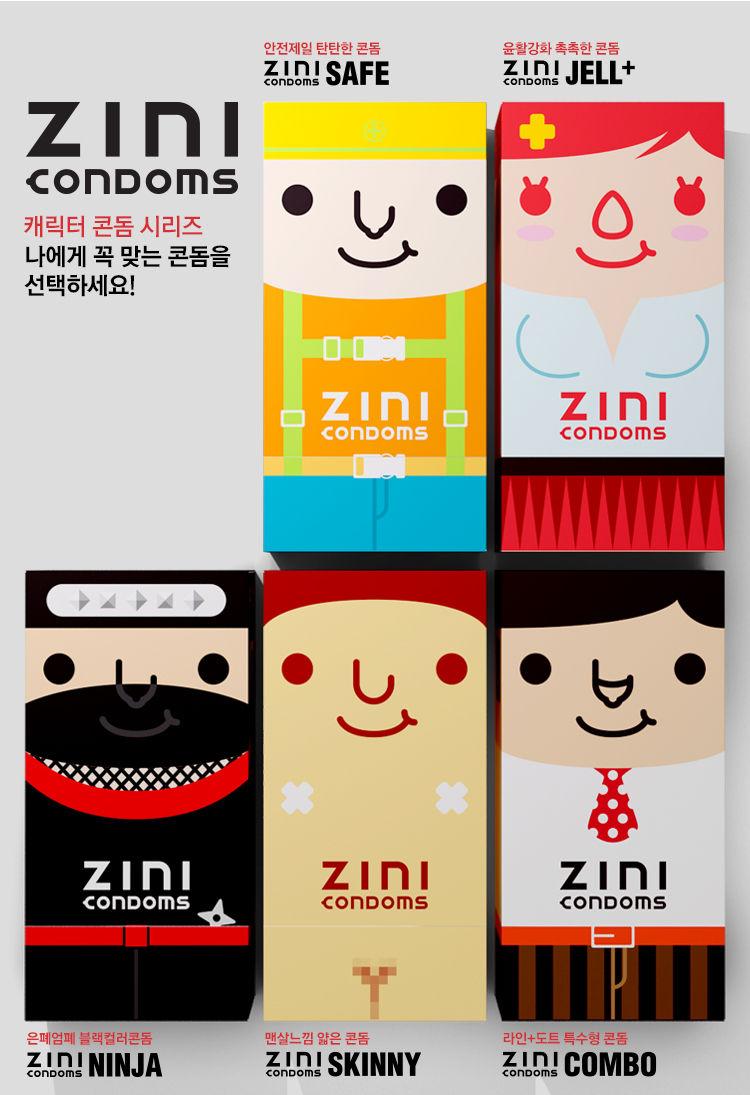 안전제일 탄탄한 콘돔
ZINI CONDOMS SAFE
윤활강화 촉촉한 콘돔
ZINI CONDOMS JELL+
ZINI
CONDOMS
캐릭터 콘돔 시리즈
나에게 꼭 맞는 콘돔을
선택하세요!
ZINI
CONDOMS
ZINI
CONDOMS
ZINI
CONDOMS
ZINI
CONDOMS
ZINI
CONDOMS
은폐엄폐 블랙컬러콘돔
ZINI CONDOMS NINJA
맨살느낌 얇은 콘돔
ZINI CONDOMS SKINNY
라인+도트 특수형 콘돔
ZINI CONDOMS COMBO